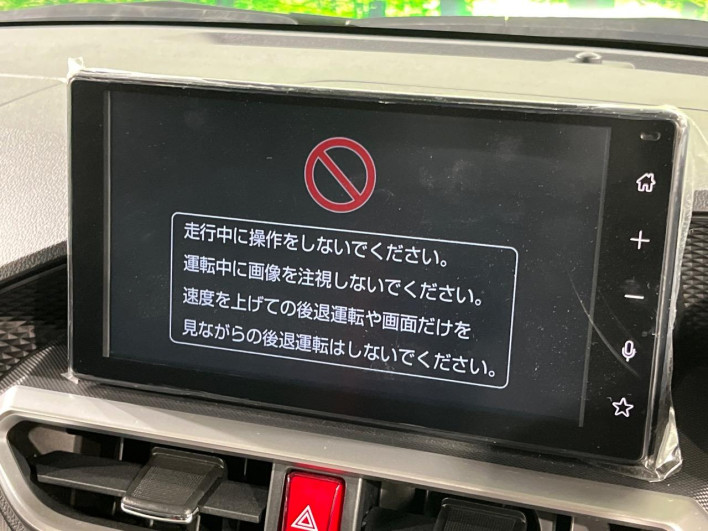 走行中に操作をしないでください。
運転中に画像を注視しないでください。
速度を上げての後退運転や画面だけを
見ながらの後退運転はしないでください。